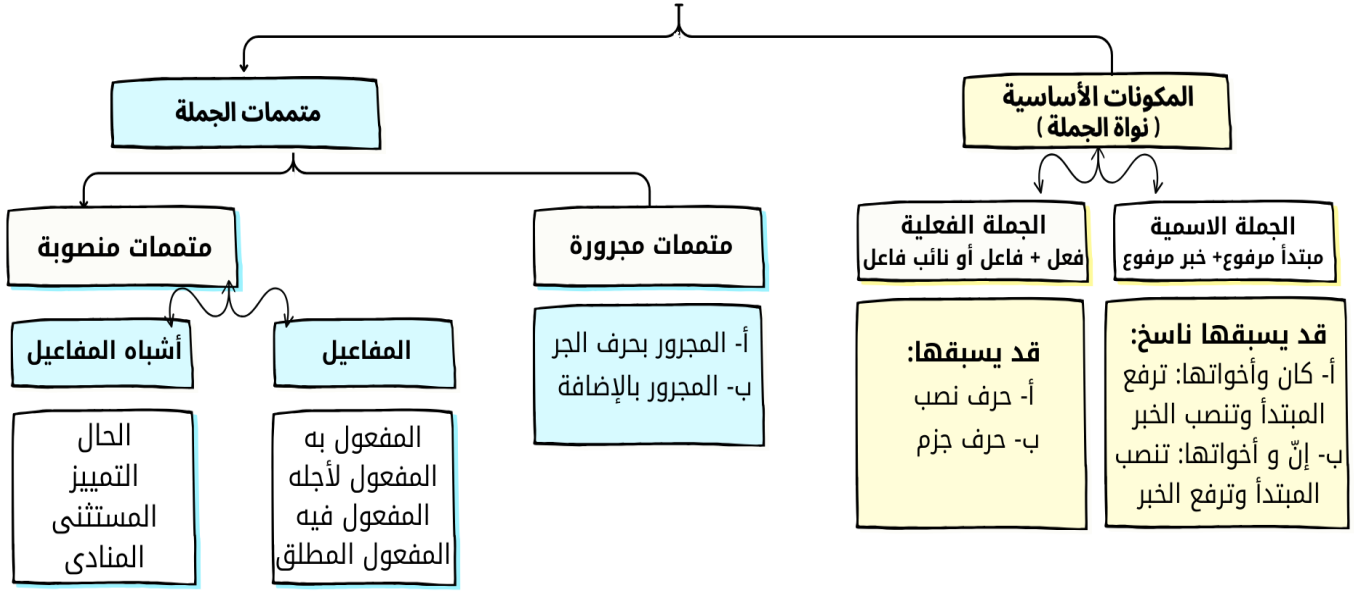 المكونات الأساسية
( نواة الجملة )
الجملة الاسمية
مبتدأ مرفوع+ خبر مرفوع
قد يسبقها ناسخ:
أ- كان وأخواتها: ترفع
المبتدأ وتنصب الخبر
ب- إنّ و أخواتها: تنصب
المبتدأ وترفع الخبر
الجملة الفعلية
فعل + فاعل أو نائب فاعل
قد يسبقها:
أ- حرف نصب
ب- حرف جزم
متممات الجملة
متممات مجرورة
أ- المجرور بحرف الجر
ب- المجرور بالإضافة
متممات منصوبة
المفاعيل
المفعول به
المفعول لأجله
المفعول فيه
المفعول المطلق
أشباه المفاعيل
الحال
التمييز
المستثنى
المنادى